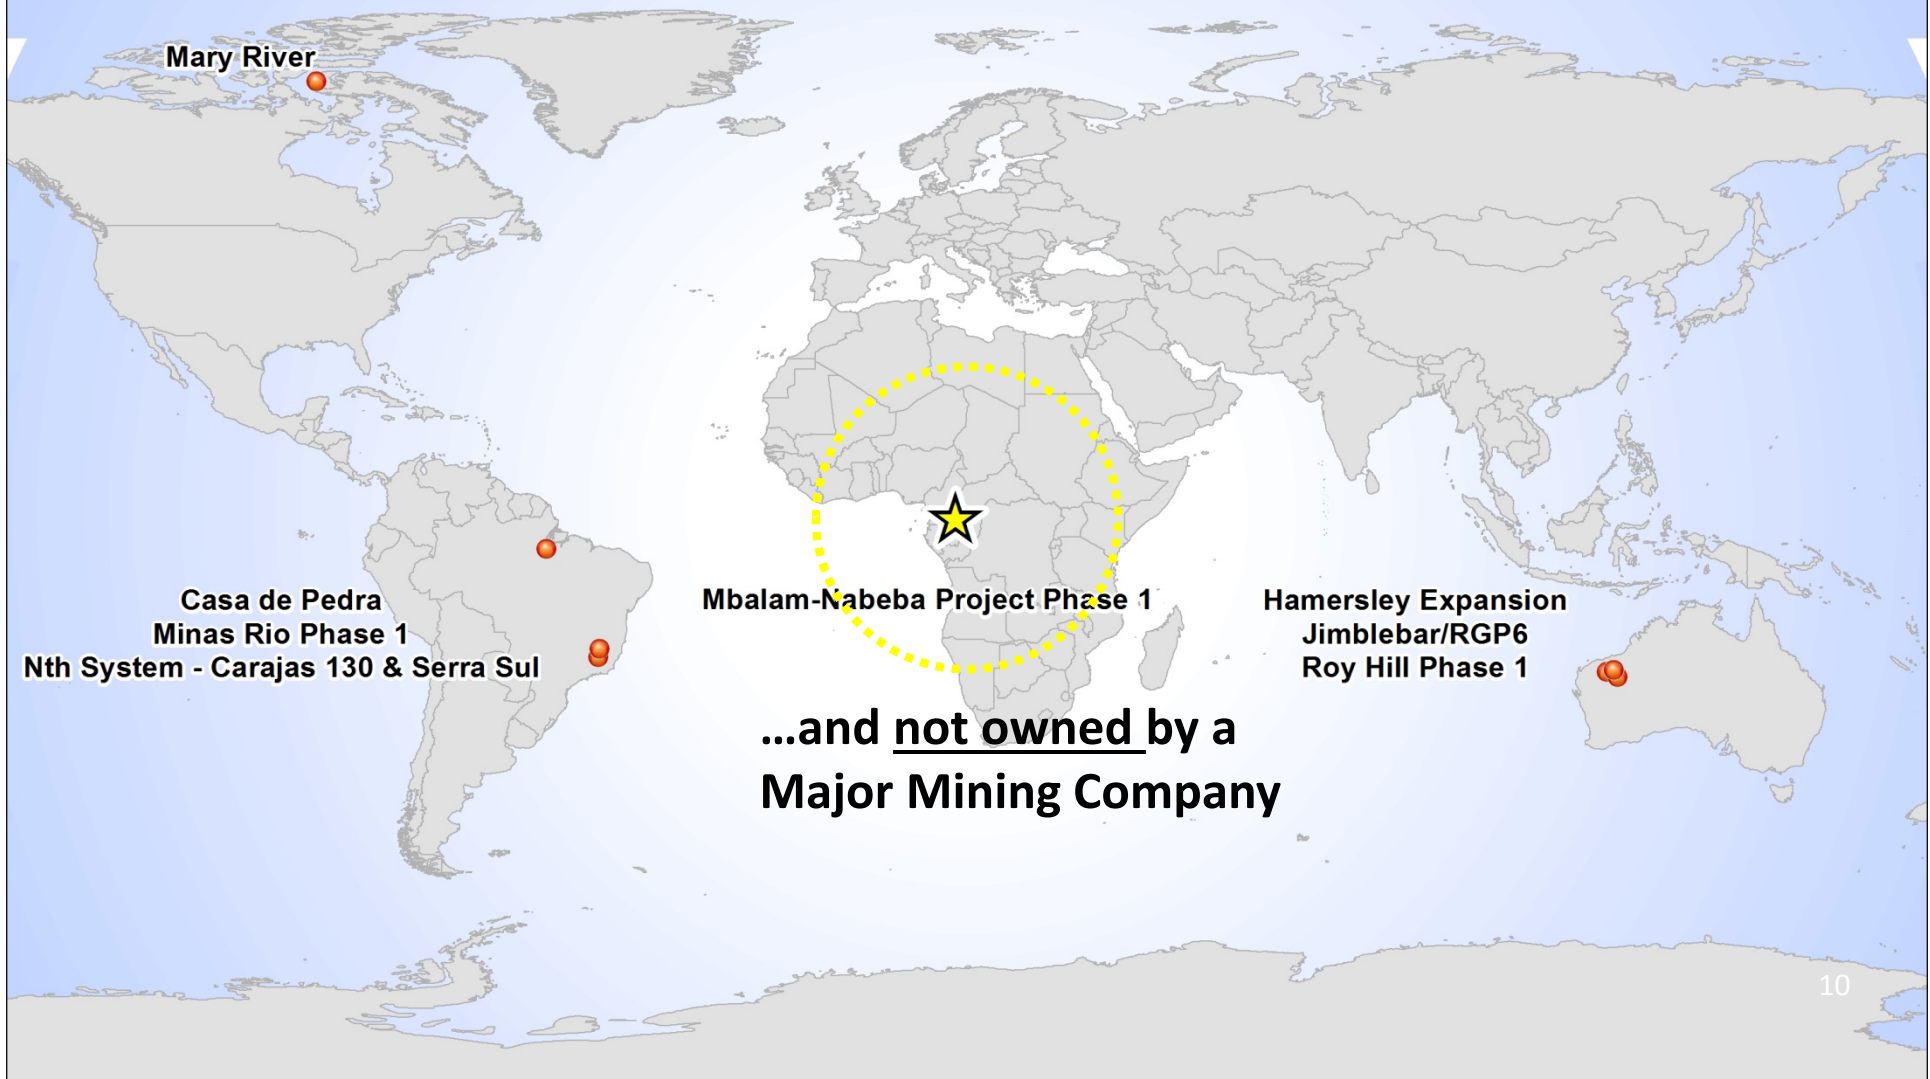 Mary River
Casa de Pedra
Minas Rio Phase 1
Nth System - Carajas 130 & Serra Sul
Mbalam-Nabeba Project Phase 1
Hamersley Expansion
Jimblebar/RGP6
Roy Hill Phase 1
...and not owned by a
Major Mining Company
10